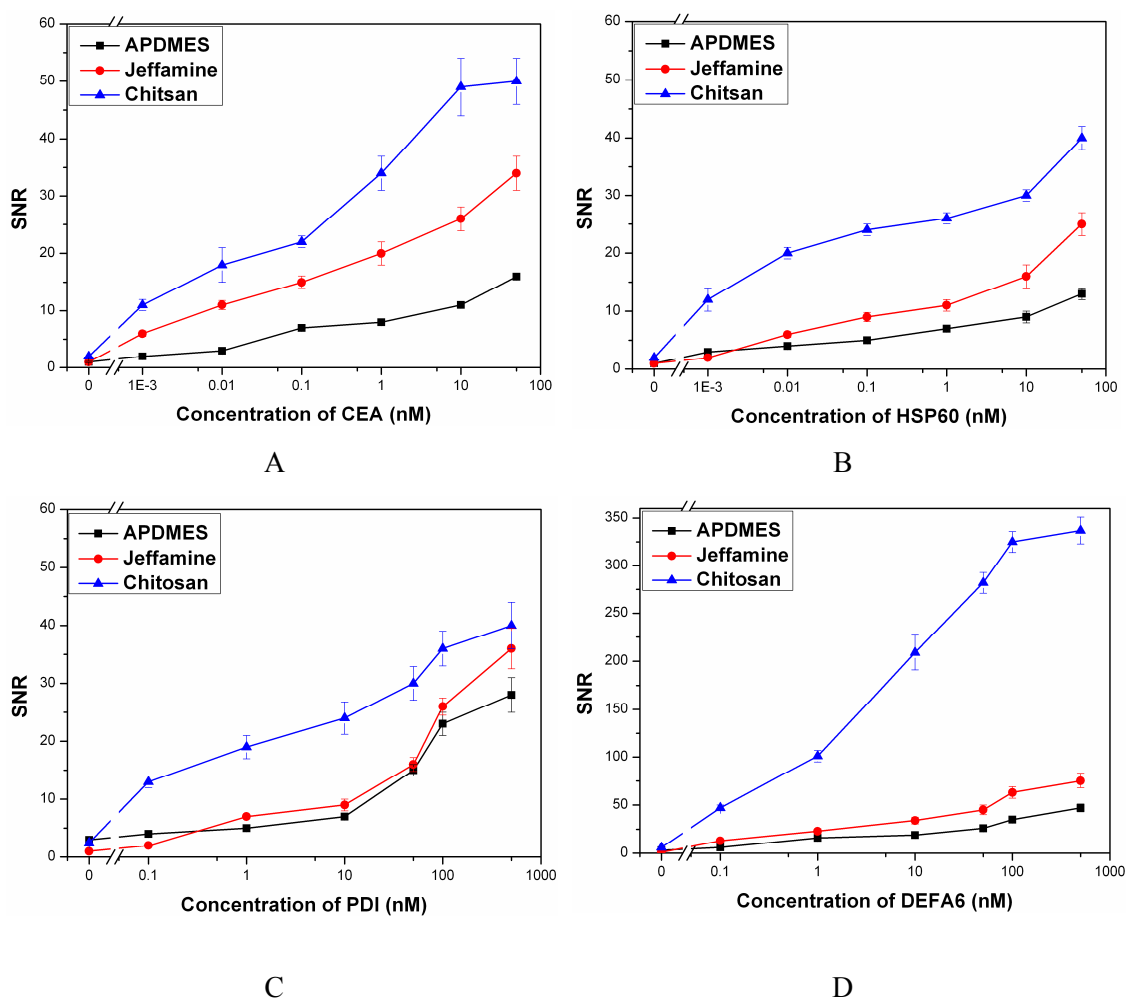 60
50
40
30
20
10
0
SNR
APDMES
Jeffamine
Chitsan
0 1E-3 0.01 0.1 1 10 100
Concentration of CEA (nM)
A
60
50
40
30
20
10
0
SNR
APDMES
Jeffamine
Chitsan
0 1E-3 0.01 0.1 1 10 100
Concentration of HSP60 (nM)
B
60
50
40
30
20
10
0
SNR
APDMES
Jeffamine
Chitosan
0 0.1 1 10 100 1000
Concentration of PDI (nM)
C
350
300
250
200
150
100
50
0
SNR
APDMES
Jeffamine
Chitosan
0 0.1 1 10 100 1000
Concentration of DEFA6 (nM)
D